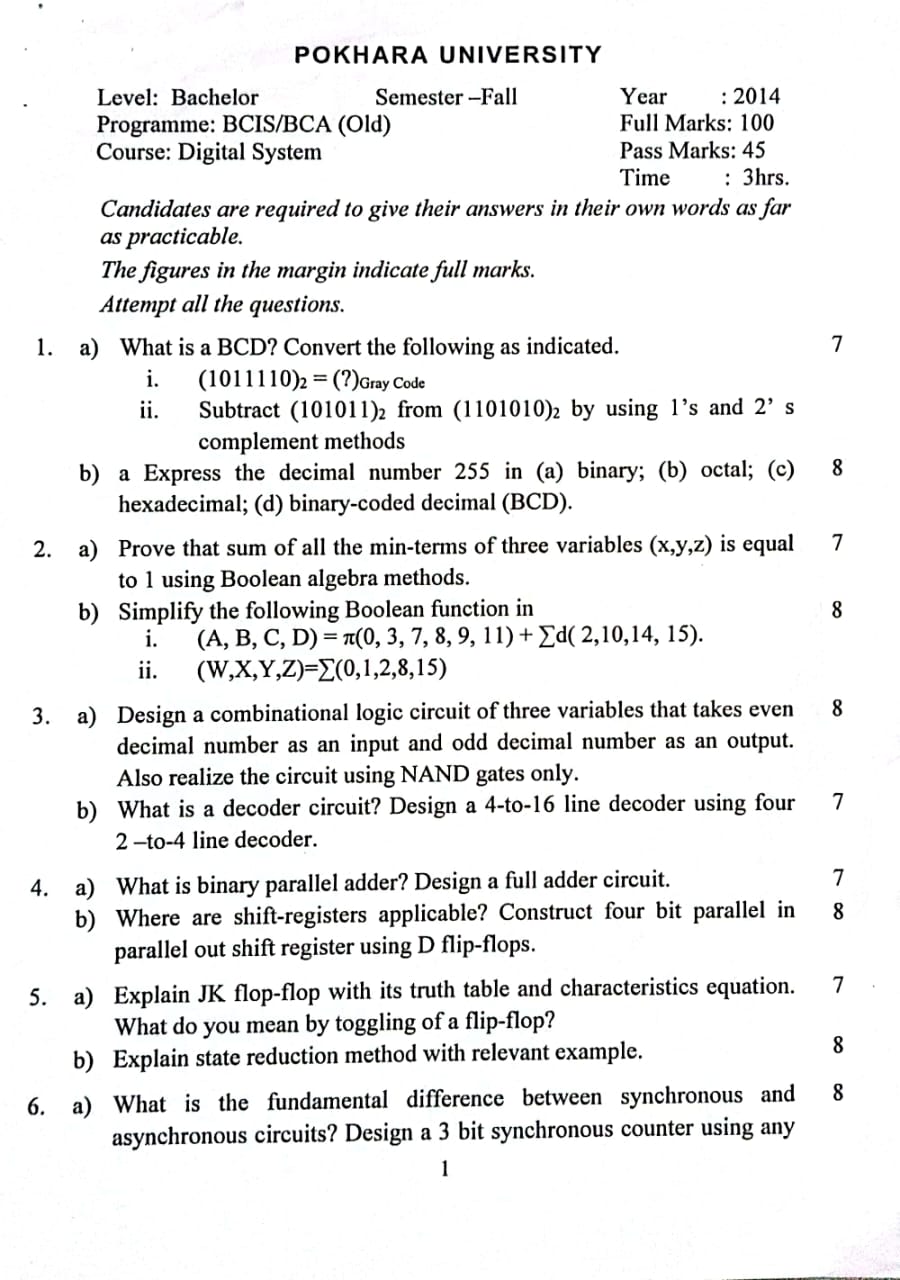 POKHARA UNIVERSITY
Level: Bachelor Semester –Fall Year : 2014
Programme: BCIS/BCA (Old) Full Marks: 100
Course: Digital System Pass Marks: 45
Time : 3hrs.
Candidates are required to give their answers in their own words as far
as practicable.
The figures in the margin indicate full marks.
Attempt all the questions.
1. a) What is a BCD? Convert the following as indicated. 7
i. (1011110)₂ = (?)Gray Code
ii. Subtract (101011)₂ from (1101010)₂ by using 1’s and 2’ s
complement methods
b) a Express the decimal number 255 in (a) binary; (b) octal; (c) 8
hexadecimal; (d) binary-coded decimal (BCD).
2. a) Prove that sum of all the min-terms of three variables (x,y,z) is equal 7
to 1 using Boolean algebra methods.
b) Simplify the following Boolean function in 8
i. (A, B, C, D) = π(0, 3, 7, 8, 9, 11) + ∑d( 2,10,14, 15).
ii. (W,X,Y,Z)=∑(0,1,2,8,15)
3. a) Design a combinational logic circuit of three variables that takes even 8
decimal number as an input and odd decimal number as an output.
Also realize the circuit using NAND gates only.
b) What is a decoder circuit? Design a 4-to-16 line decoder using four 7
2 –to-4 line decoder.
4. a) What is binary parallel adder? Design a full adder circuit. 7
b) Where are shift-registers applicable? Construct four bit parallel in 8
parallel out shift register using D flip-flops.
5. a) Explain JK flop-flop with its truth table and characteristics equation. 7
What do you mean by toggling of a flip-flop?
b) Explain state reduction method with relevant example. 8
6. a) What is the fundamental difference between synchronous and 8
asynchronous circuits? Design a 3 bit synchronous counter using any
1